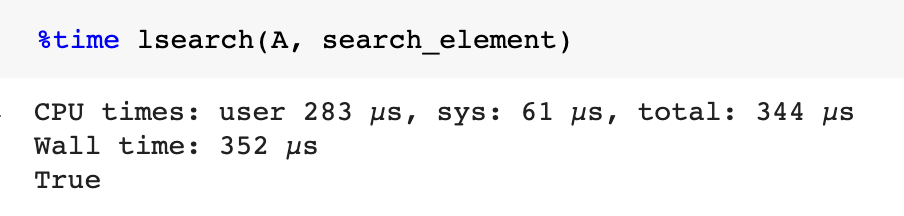 %time lsearch(A, search_element)
CPU times: user 283 µs, sys: 61 µs, total: 344 µs
Wall time: 352 µs
True